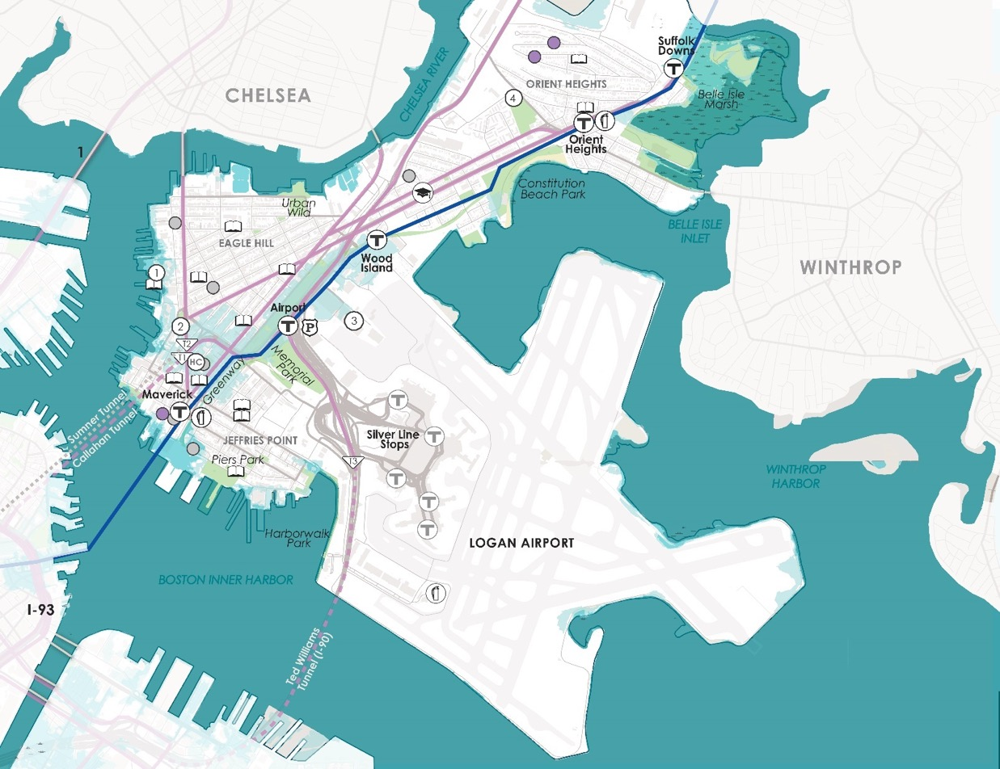 Suffolk
Downs
T
CHELSEA RIVER
ORIENT HEIGHTS
CHELSEA
4
Belle Isle
Marsh
T
Orient
Heights
1
Constitution
Beach Park
Urban
Wild
BELLE ISLE
INLET
EAGLE HILL
T
Wood
Island
WINTHROP
1
Airport
T
P
3
2
T2
T1
HC
Memorial
Park
Greenway
Maverick
T
T
Sumner Tunnel
Callahan Tunnel
Silver Line
Stops
T
JEFFRIES POINT
Piers Park
T3
WINTHROP
HARBOR
T
T
T
Harborwalk
Park
LOGAN AIRPORT
BOSTON INNER HARBOR
I-93
Ted Williams
Tunnel (I-90)